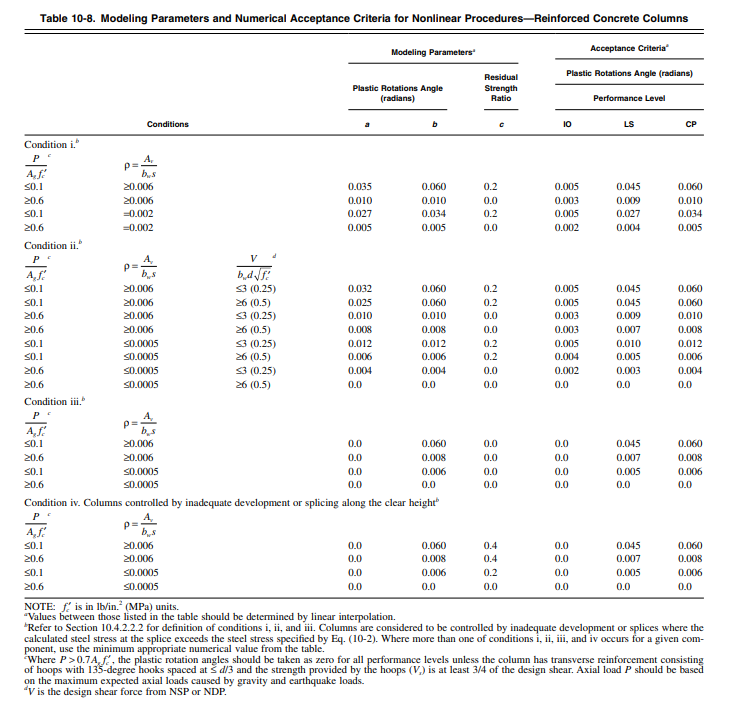 Table 10-8. Modeling Parameters and Numerical Acceptance Criteria for Nonlinear Procedures—Reinforced Concrete Columns
Modeling Parametersᵃ Acceptance Criteriaᵃ
Plastic Rotations Angle (radians) Residual Strength Ratio Plastic Rotations Angle (radians)
Performance Level
Conditions a b c IO LS CP
Condition i.ᵇ
P/(A_g f′_c) ᶜ ρ = A_v/(b_w s)
≤0.1 ≥0.006 0.035 0.060 0.2 0.005 0.045 0.060
≥0.6 ≥0.006 0.010 0.010 0.0 0.003 0.009 0.010
≤0.1 =0.002 0.027 0.034 0.2 0.005 0.027 0.034
≥0.6 =0.002 0.005 0.005 0.0 0.002 0.004 0.005
Condition ii.ᵇ
P/(A_g f′_c) ᶜ ρ = A_v/(b_w s) V/(b_w d√f′_c) ᵈ
≤0.1 ≥0.006 ≤3 (0.25) 0.032 0.060 0.2 0.005 0.045 0.060
≤0.1 ≥0.006 ≥6 (0.5) 0.025 0.060 0.2 0.005 0.045 0.060
≥0.6 ≥0.006 ≤3 (0.25) 0.010 0.010 0.0 0.003 0.009 0.010
≥0.6 ≥0.006 ≥6 (0.5) 0.008 0.008 0.0 0.003 0.007 0.008
≤0.1 ≤0.0005 ≤3 (0.25) 0.012 0.012 0.2 0.005 0.010 0.012
≤0.1 ≤0.0005 ≥6 (0.5) 0.006 0.006 0.2 0.004 0.005 0.006
≥0.6 ≤0.0005 ≤3 (0.25) 0.004 0.004 0.0 0.002 0.003 0.004
≥0.6 ≤0.0005 ≥6 (0.5) 0.0 0.0 0.0 0.0 0.0 0.0
Condition iii.ᵇ
P/(A_g f′_c) ᶜ ρ = A_v/(b_w s)
≤0.1 ≥0.006 0.0 0.060 0.0 0.0 0.045 0.060
≥0.6 ≥0.006 0.0 0.008 0.0 0.0 0.007 0.008
≤0.1 ≤0.0005 0.0 0.006 0.0 0.0 0.005 0.006
≥0.6 ≤0.0005 0.0 0.0 0.0 0.0 0.0 0.0
Condition iv. Columns controlled by inadequate development or splicing along the clear heightᵇ
P/(A_g f′_c) ᶜ ρ = A_v/(b_w s)
≤0.1 ≥0.006 0.0 0.060 0.4 0.0 0.045 0.060
≥0.6 ≥0.006 0.0 0.008 0.4 0.0 0.007 0.008
≤0.1 ≤0.0005 0.0 0.006 0.2 0.0 0.005 0.006
≥0.6 ≤0.0005 0.0 0.0 0.0 0.0 0.0 0.0
NOTE: f′_c is in lb/in.² (MPa) units.
ᵃValues between those listed in the table should be determined by linear interpolation.
ᵇRefer to Section 10.4.2.2.2 for definition of conditions i, ii, and iii. Columns are considered to be controlled by inadequate development or splices where the
calculated steel stress at the splice exceeds the steel stress specified by Eq. (10-2). Where more than one of conditions i, ii, iii, and iv occurs for a given com-
ponent, use the minimum appropriate numerical value from the table.
ᶜWhere P > 0.7A_g f′_c, the plastic rotation angles should be taken as zero for all performance levels unless the column has transverse reinforcement consisting
of hoops with 135-degree hooks spaced at ≤ d/3 and the strength provided by the hoops (V_s) is at least 3/4 of the design shear. Axial load P should be based
on the maximum expected axial loads caused by gravity and earthquake loads.
ᵈV is the design shear force from NSP or NDP.